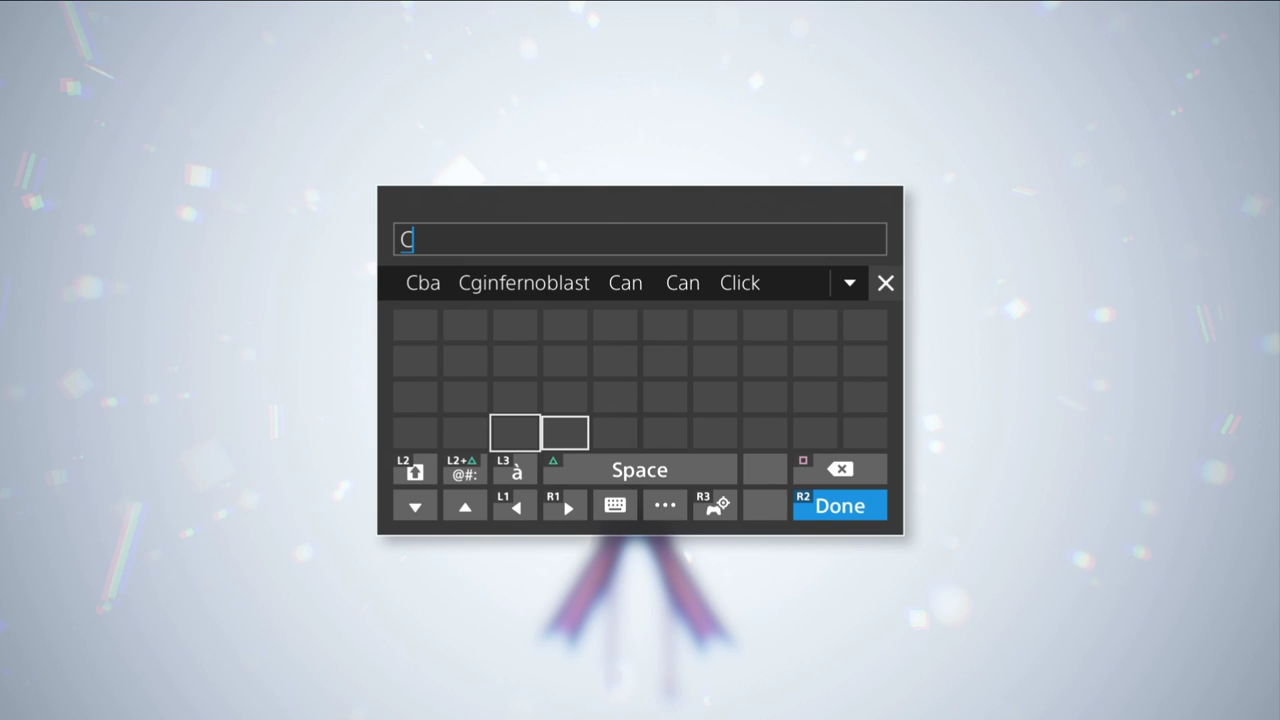 C
Cba Cginfernoblast Can Can Click
L2 L2+△ @#: L3 à △ Space □
L1 R1 ... R3 R2 Done